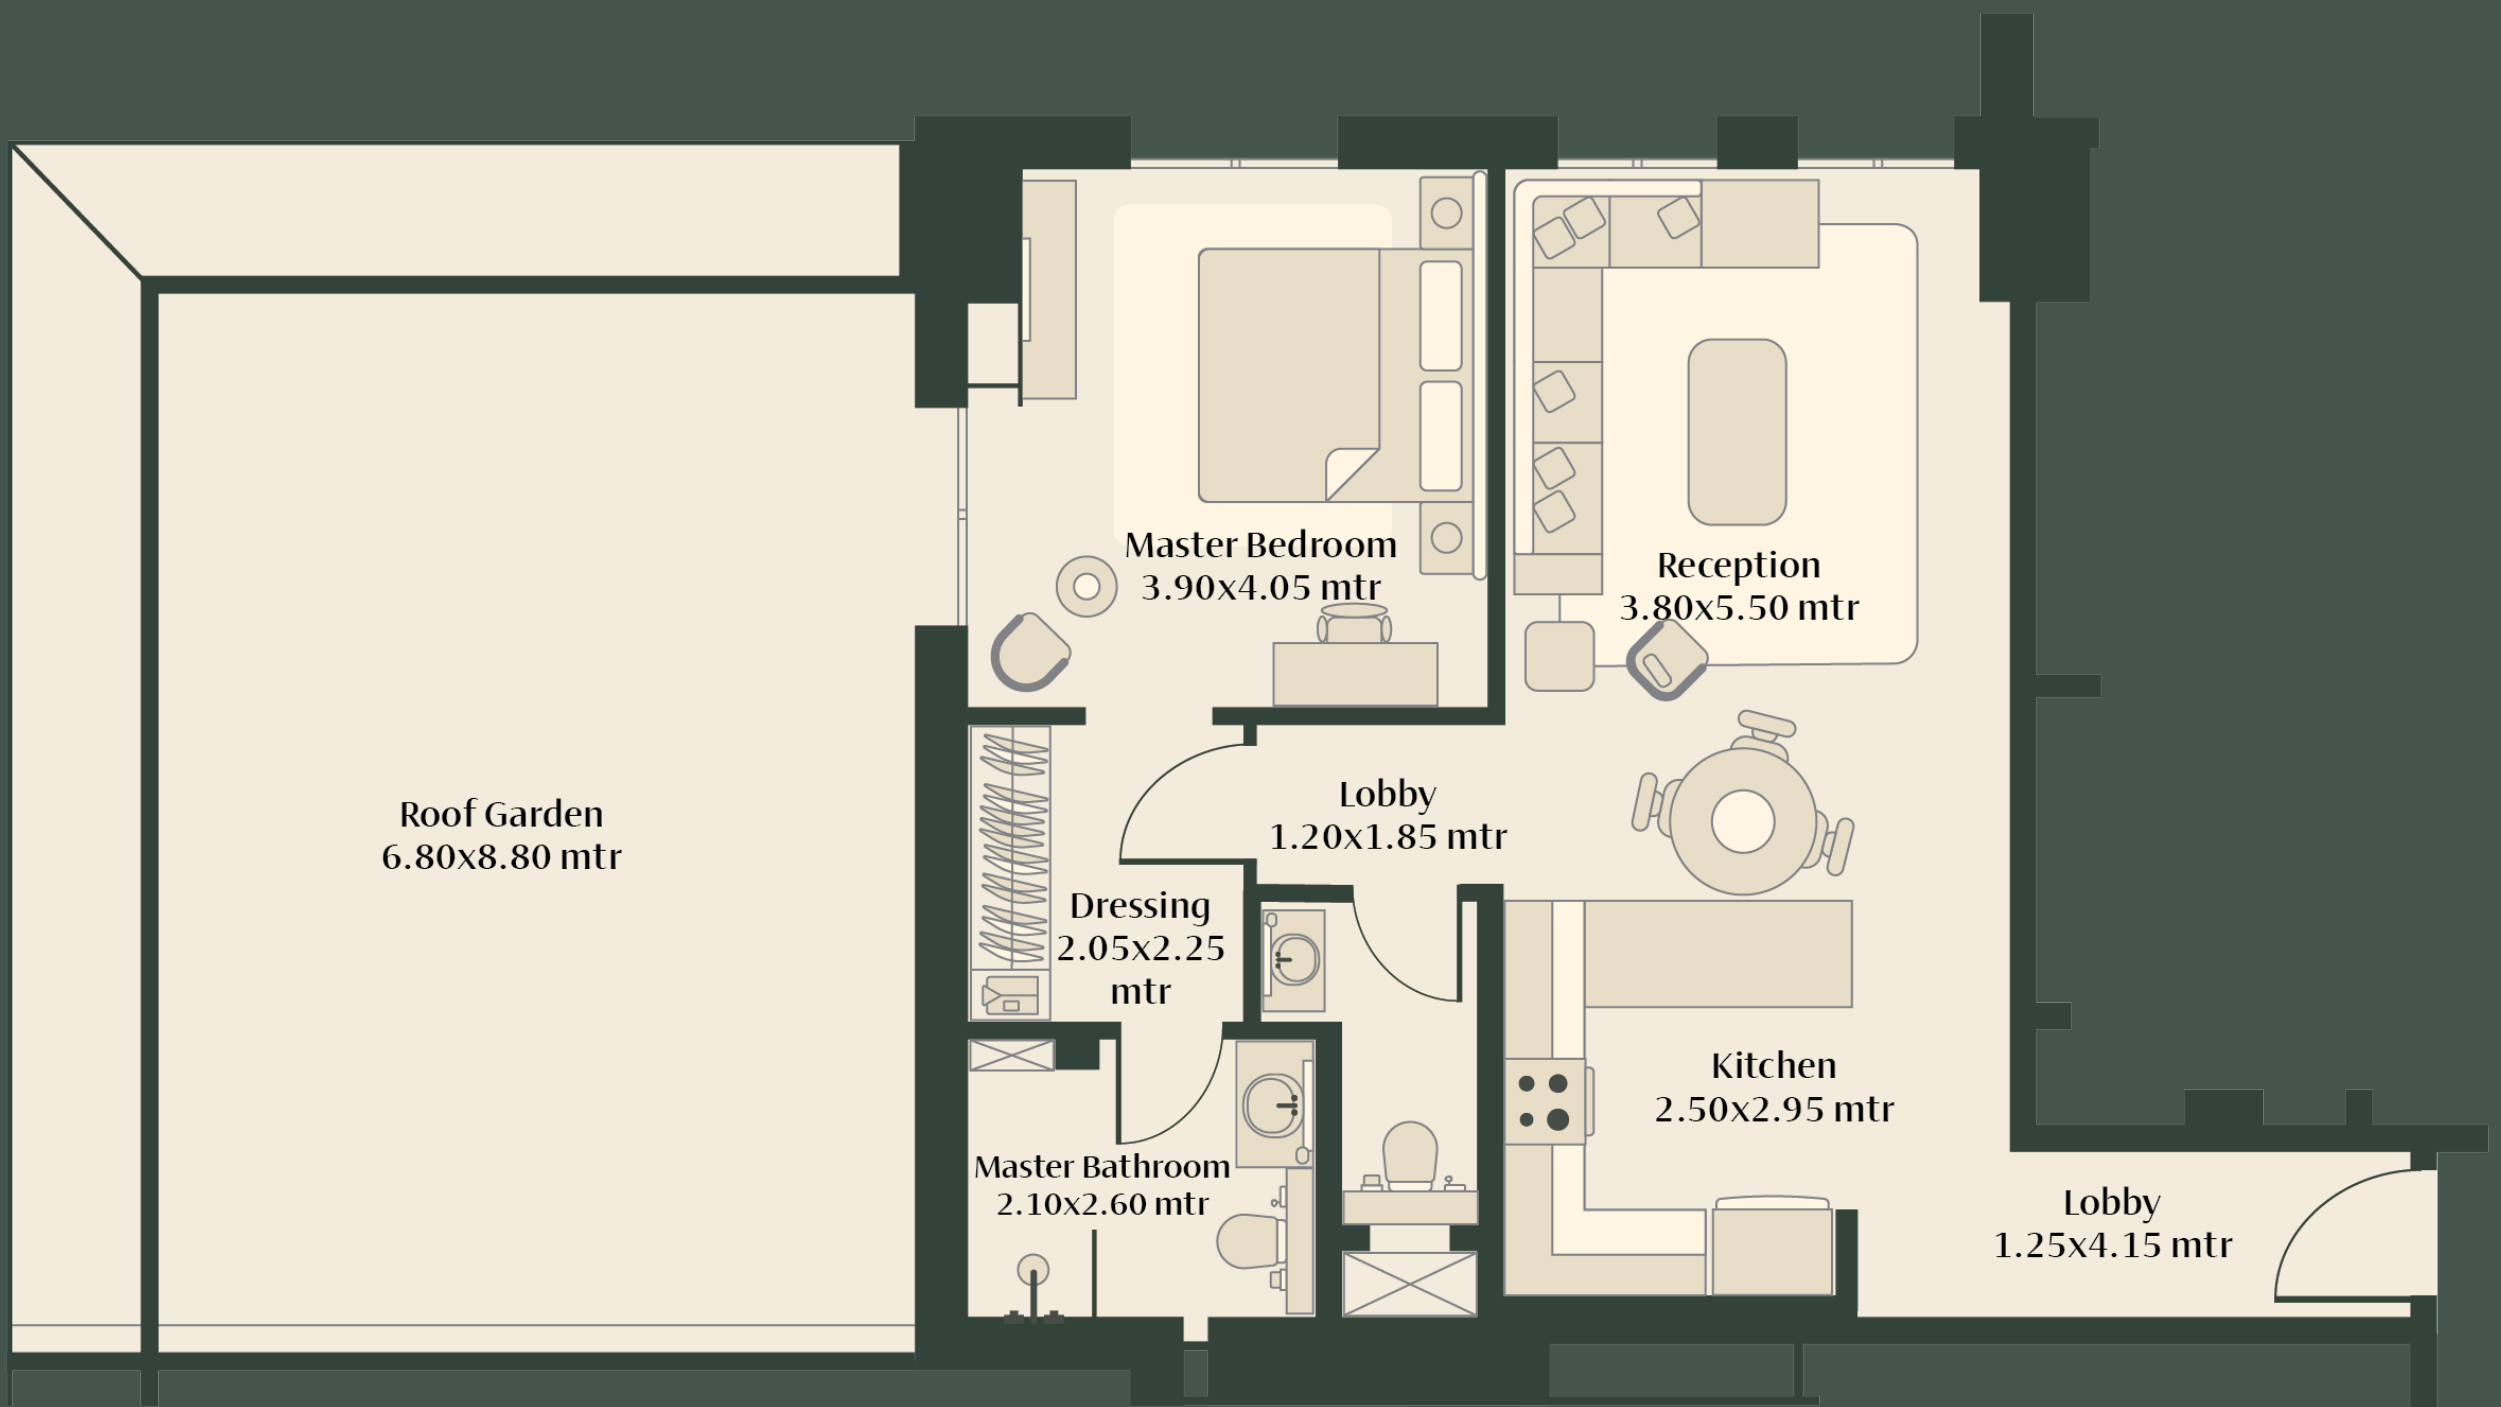 Master Bedroom
3.90x4.05 mtr
Reception
3.80x5.50 mtr
Roof Garden
6.80x8.80 mtr
Lobby
1.20x1.85 mtr
Dressing
2.05x2.25
mtr
Kitchen
2.50x2.95 mtr
Master Bathroom
2.10x2.60 mtr
Lobby
1.25x4.15 mtr